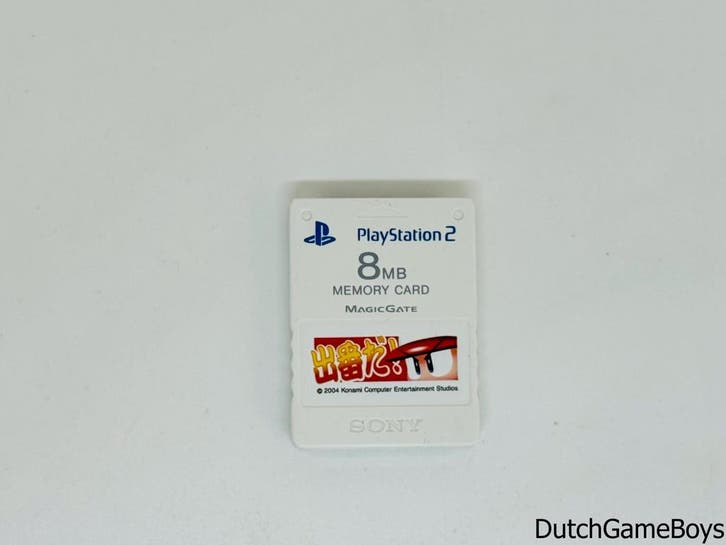 PlayStation 2
8MB
MEMORY CARD
MAGICGATE
出番だ!
© 2004 Konami Computer Entertainment Studios
SONY
DutchGameBoys